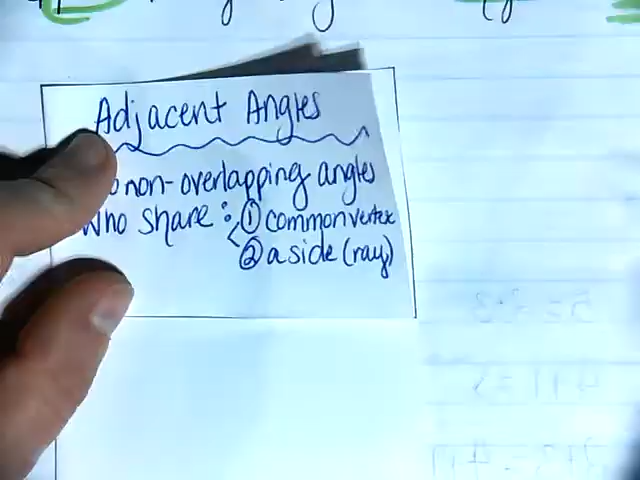 Adjacent Angles
non-overlapping angles
who share : ① common vertex
② a side (ray)